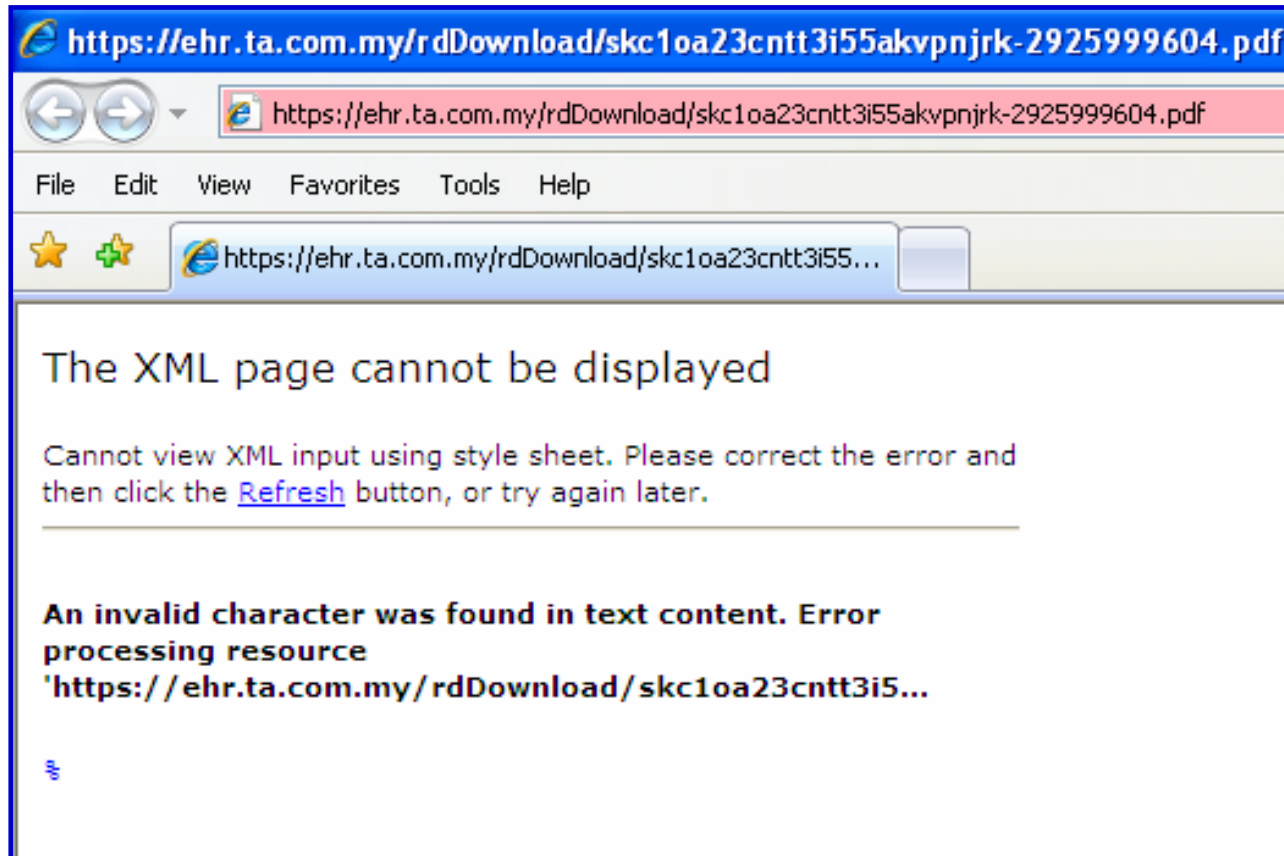 https://ehr.ta.com.my/rdDownload/skc1oa23cntt3i55akvpnjrk-2925999604.pdf
https://ehr.ta.com.my/rdDownload/skc1oa23cntt3i55akvpnjrk-2925999604.pdf
File Edit View Favorites Tools Help
https://ehr.ta.com.my/rdDownload/skc1oa23cntt3i55...
The XML page cannot be displayed
Cannot view XML input using style sheet. Please correct the error and
then click the Refresh button, or try again later.
An invalid character was found in text content. Error
processing resource
'https://ehr.ta.com.my/rdDownload/skc1oa23cntt3i5...
%